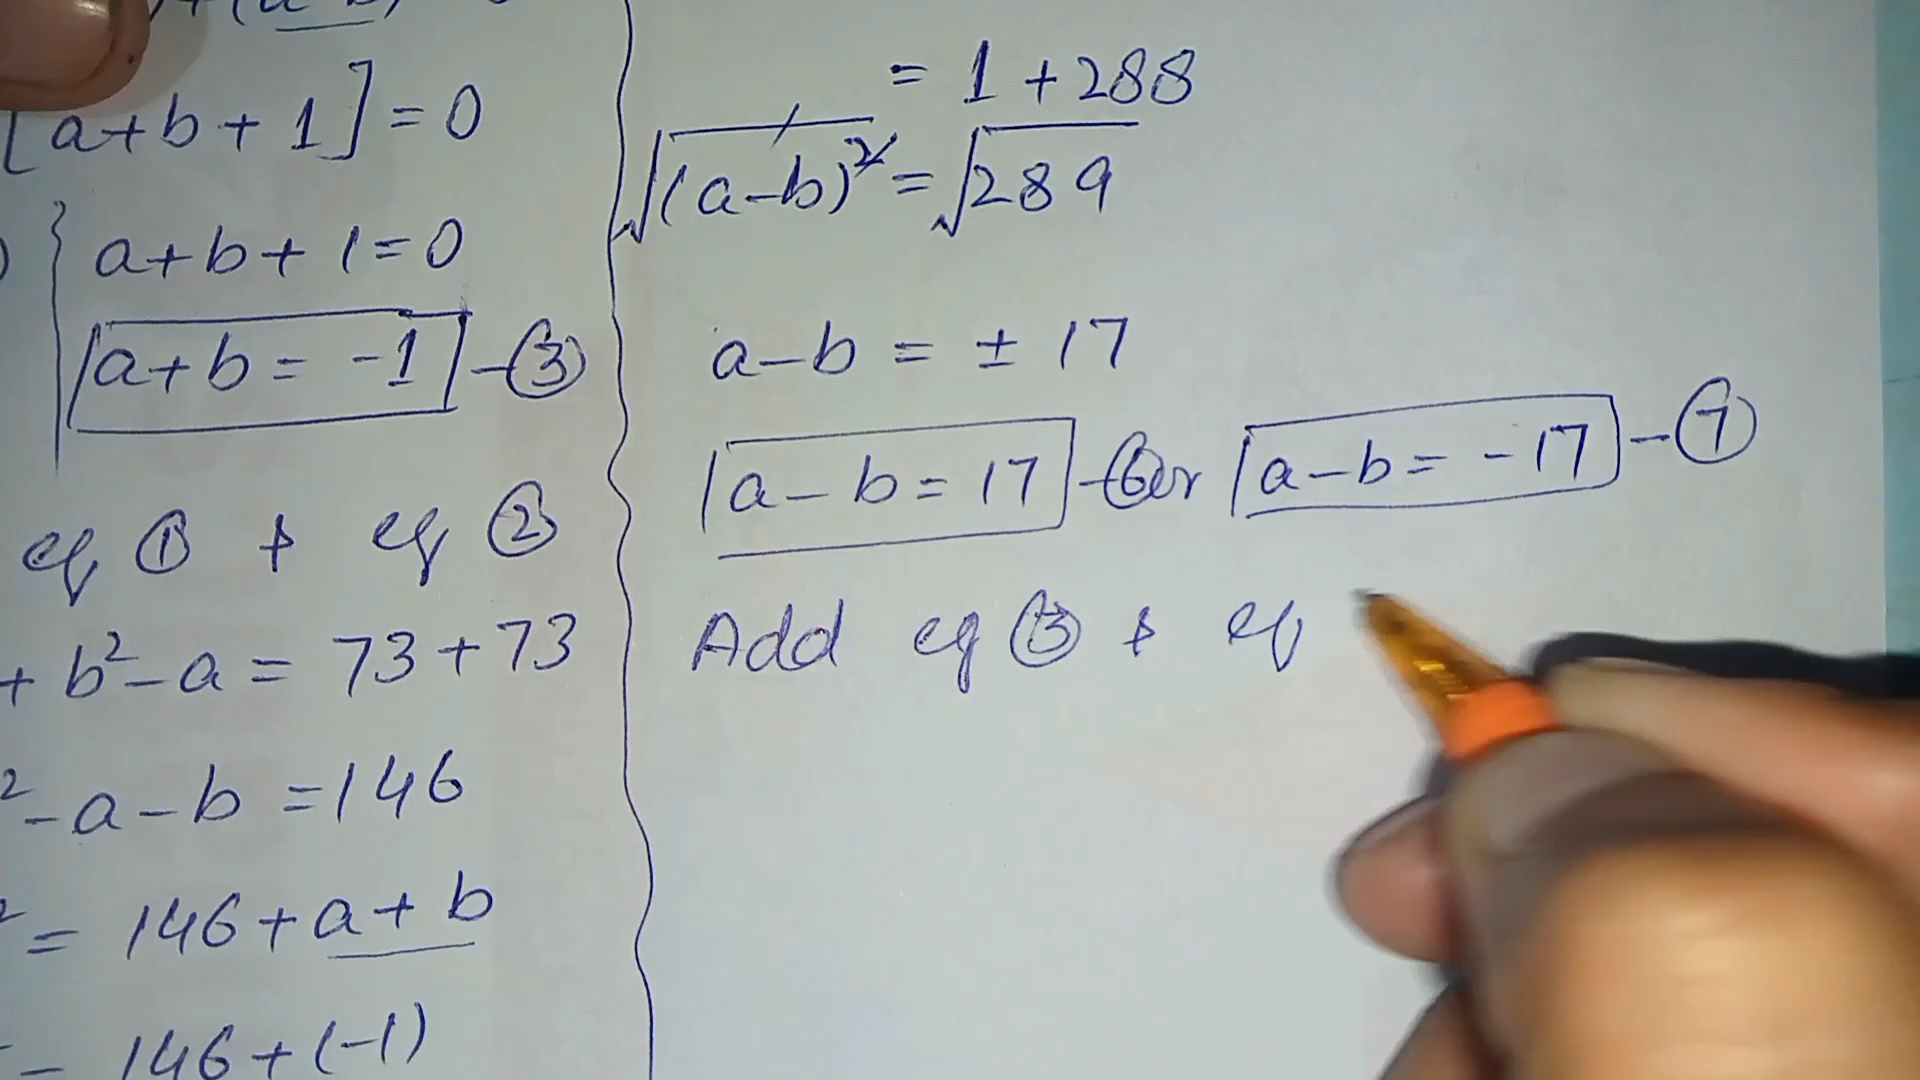 [a+b+1]=0
a+b+1=0
a+b=-1 -③
eq ① & eq ②
+b²-a=73+73
²-a-b=146
²=146+a+b
146+(-1)
=1+288
√(a-b)²=√289
a-b=±17
a-b=17 -⑥ or a-b=-17 -⑦
Add eq ③ & eq